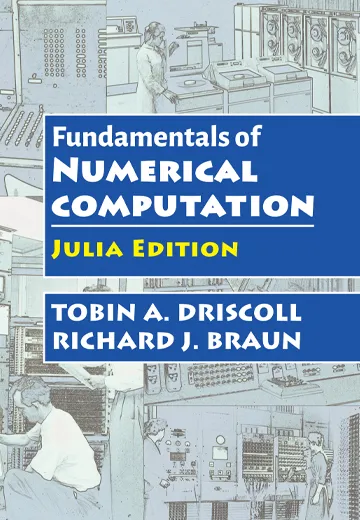 Fundamentals of
NUMERICAL
COMPUTATION
JULIA EDITION
TOBIN A. DRISCOLL
RICHARD J. BRAUN